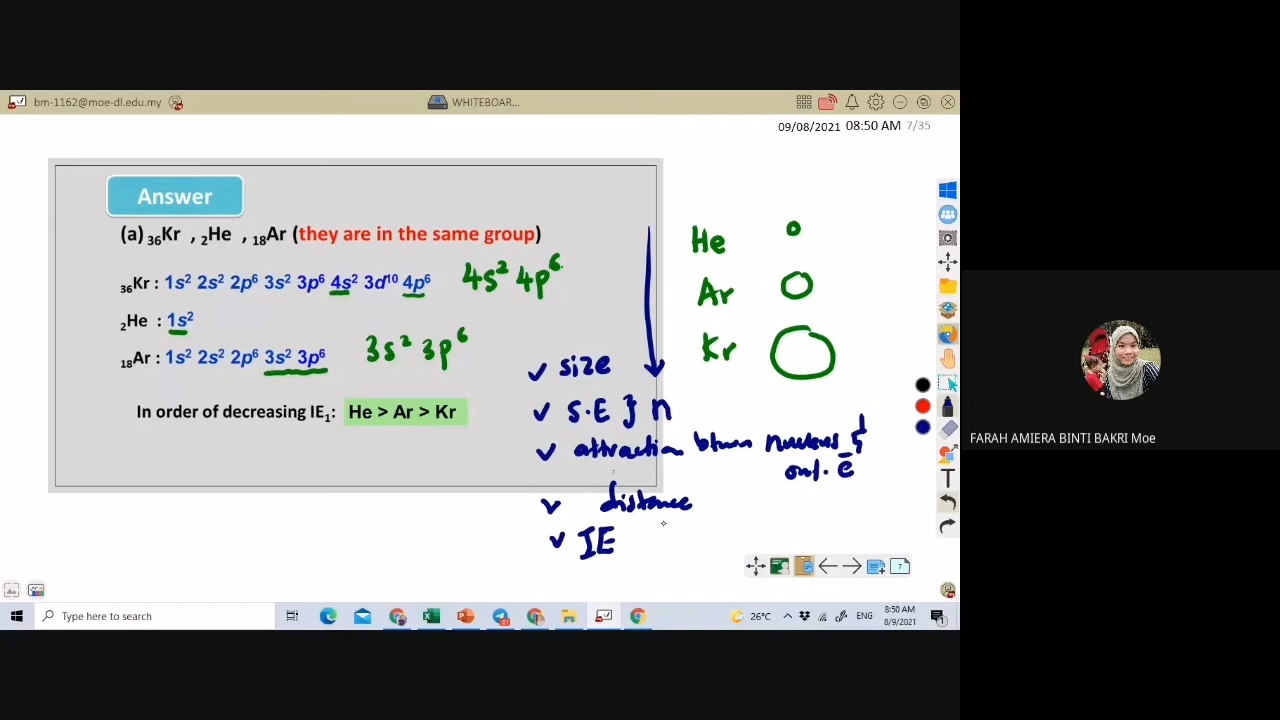 bm-1162@moe-dl.edu.my
WHITEBOAR...
09/08/2021 08:50 AM 7/35
Answer
(a) ₃₆Kr , ₂He , ₁₈Ar (they are in the same group)
₃₆Kr : 1s² 2s² 2p⁶ 3s² 3p⁶ 4s² 3d¹⁰ 4p⁶ 4s² 4p⁶
₂He : 1s²
₁₈Ar : 1s² 2s² 2p⁶ 3s² 3p⁶ 3s² 3p⁶
In order of decreasing IE₁: He > Ar > Kr
He
Ar
Kr
✓ size
✓ S.E } n
✓ attraction btwn nucleus &
out. ē
✓ distance
✓ IE
FARAH AMIERA BINTI BAKRI Moe
T
7
Type here to search
26°C ENG 8:50 AM
8/9/2021
1